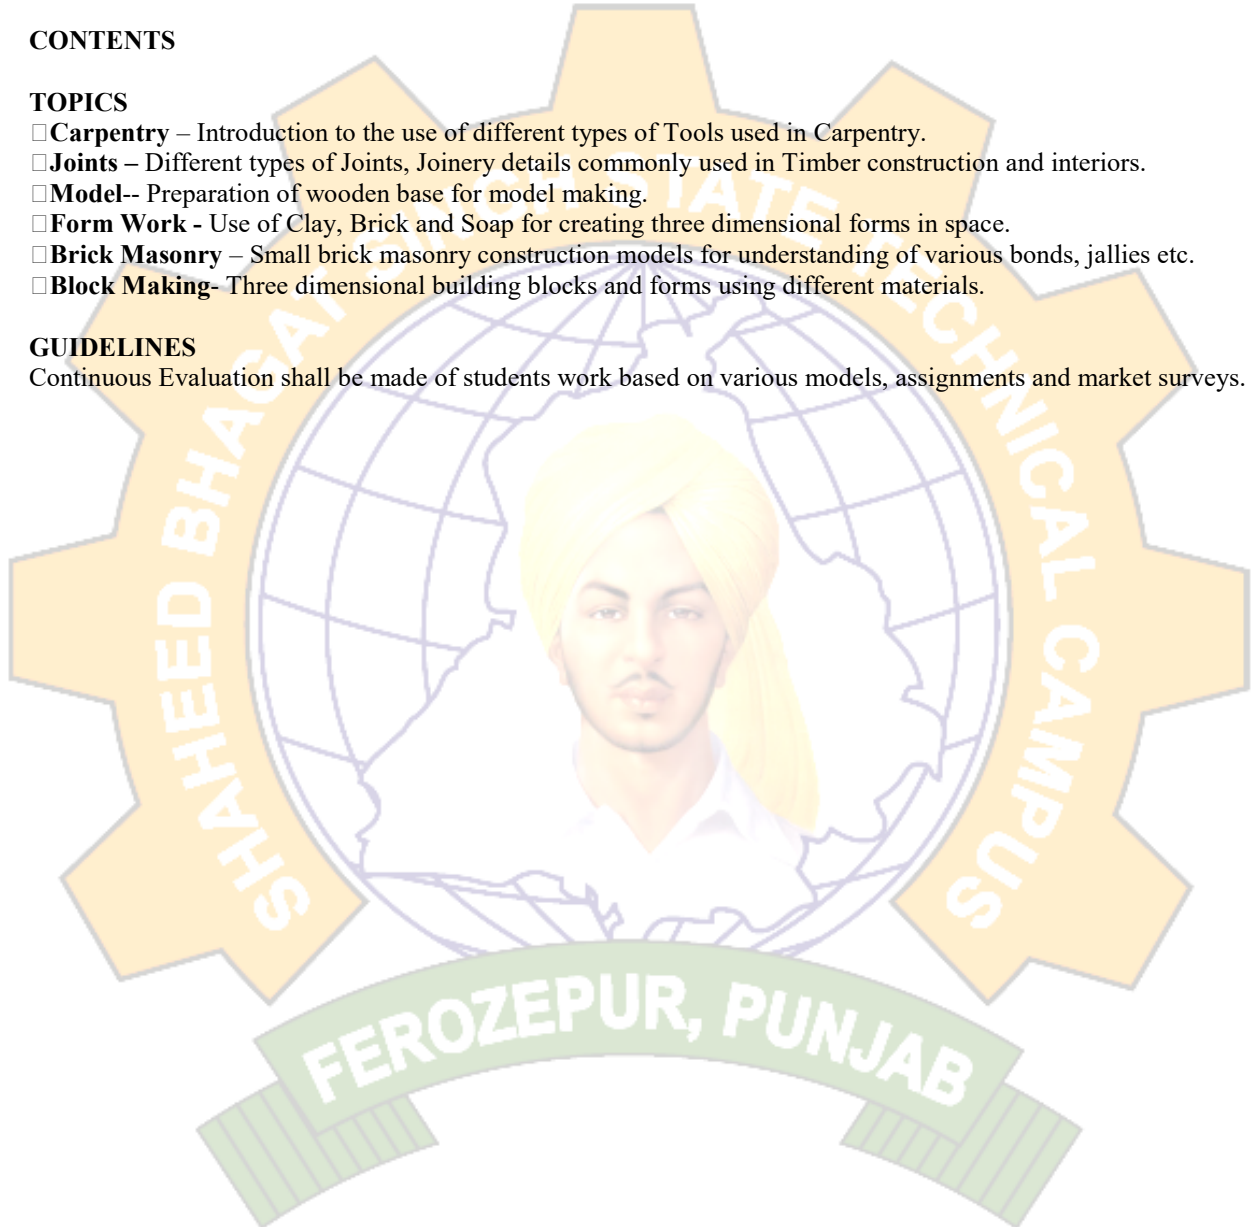 CONTENTS
TOPICS
□Carpentry – Introduction to the use of different types of Tools used in Carpentry.
□Joints – Different types of Joints, Joinery details commonly used in Timber construction and interiors.
□Model-- Preparation of wooden base for model making.
□Form Work - Use of Clay, Brick and Soap for creating three dimensional forms in space.
□Brick Masonry – Small brick masonry construction models for understanding of various bonds, jallies etc.
□Block Making- Three dimensional building blocks and forms using different materials.
GUIDELINES
Continuous Evaluation shall be made of students work based on various models, assignments and market surveys.
SHAHEED BHAGAT SINGH STATE TECHNICAL CAMPUS
FEROZEPUR, PUNJAB